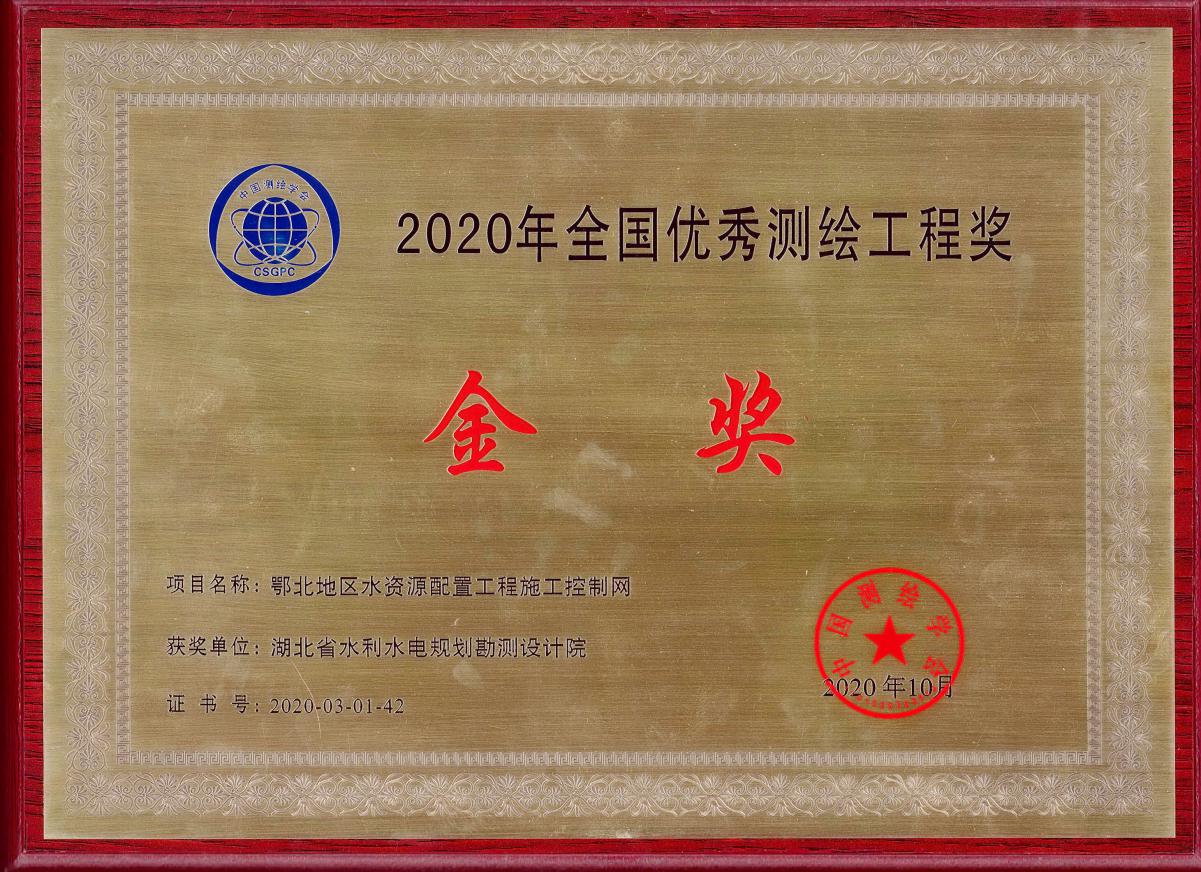 中国测绘学会
CSGPC
2020年全国优秀测绘工程奖
金奖
项目名称：鄂北地区水资源配置工程施工控制网
获奖单位：湖北省水利水电规划勘测设计院
证书号：2020-03-01-42
中国测绘学会
2020年10月